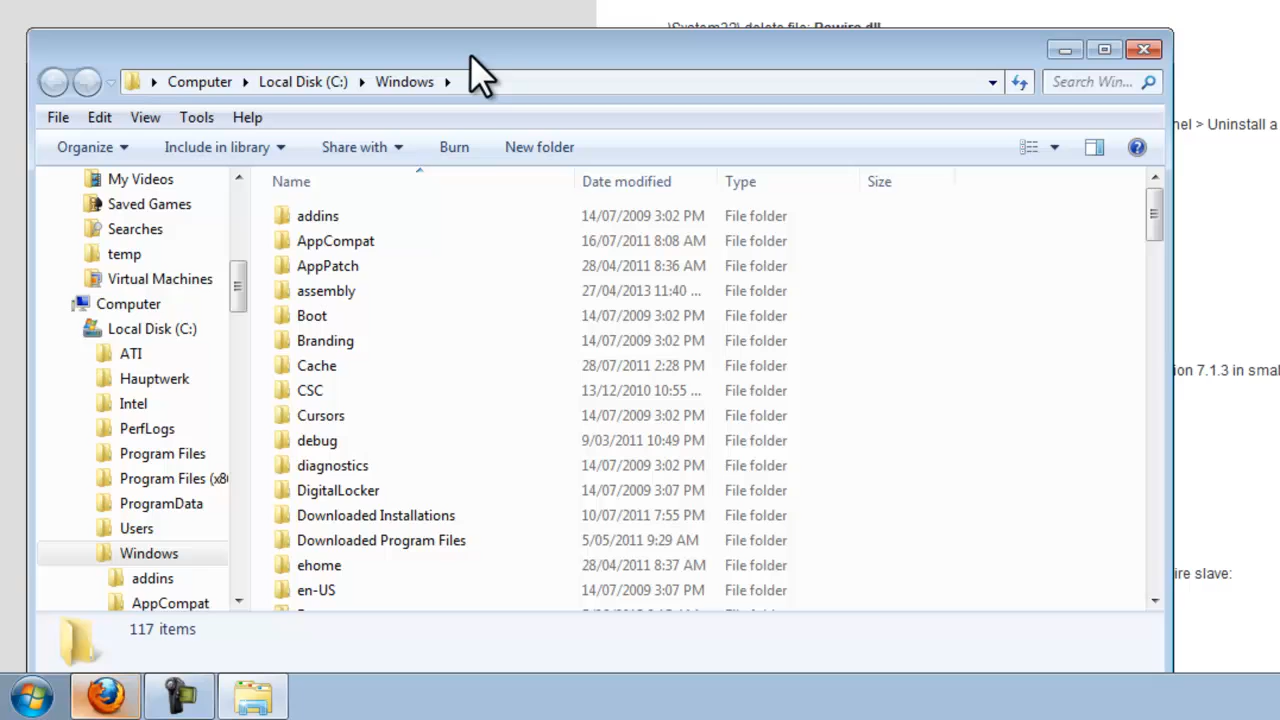 \System32\ delete file: Rewire.dll
Computer Local Disk (C:) Windows
Search Win...
File Edit View Tools Help
nel > Uninstall a
Organize Include in library Share with Burn New folder
Name Date modified Type Size
My Videos
Saved Games
Searches
temp
Virtual Machines
Computer
Local Disk (C:)
ATI
Hauptwerk
Intel
PerfLogs
Program Files
Program Files (x8
ProgramData
Users
Windows
addins
AppCompat
addins 14/07/2009 3:02 PM File folder
AppCompat 16/07/2011 8:08 AM File folder
AppPatch 28/04/2011 8:36 AM File folder
assembly 27/04/2013 11:40 ... File folder
Boot 14/07/2009 3:02 PM File folder
Branding 14/07/2009 3:02 PM File folder
Cache 28/07/2011 2:28 PM File folder
CSC 13/12/2010 10:55 ... File folder
Cursors 14/07/2009 3:02 PM File folder
debug 9/03/2011 10:49 PM File folder
diagnostics 14/07/2009 3:02 PM File folder
DigitalLocker 14/07/2009 3:07 PM File folder
Downloaded Installations 10/07/2011 7:55 PM File folder
Downloaded Program Files 5/05/2011 9:29 AM File folder
ehome 28/04/2011 8:37 AM File folder
en-US 14/07/2009 3:07 PM File folder
ion 7.1.3 in smal
ire slave:
117 items